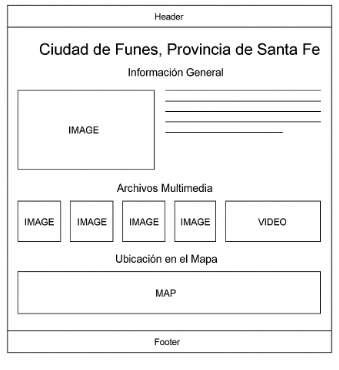 Header
Ciudad de Funes, Provincia de Santa Fe
Información General
IMAGE
Archivos Multimedia
IMAGE IMAGE IMAGE IMAGE VIDEO
Ubicación en el Mapa
MAP
Footer